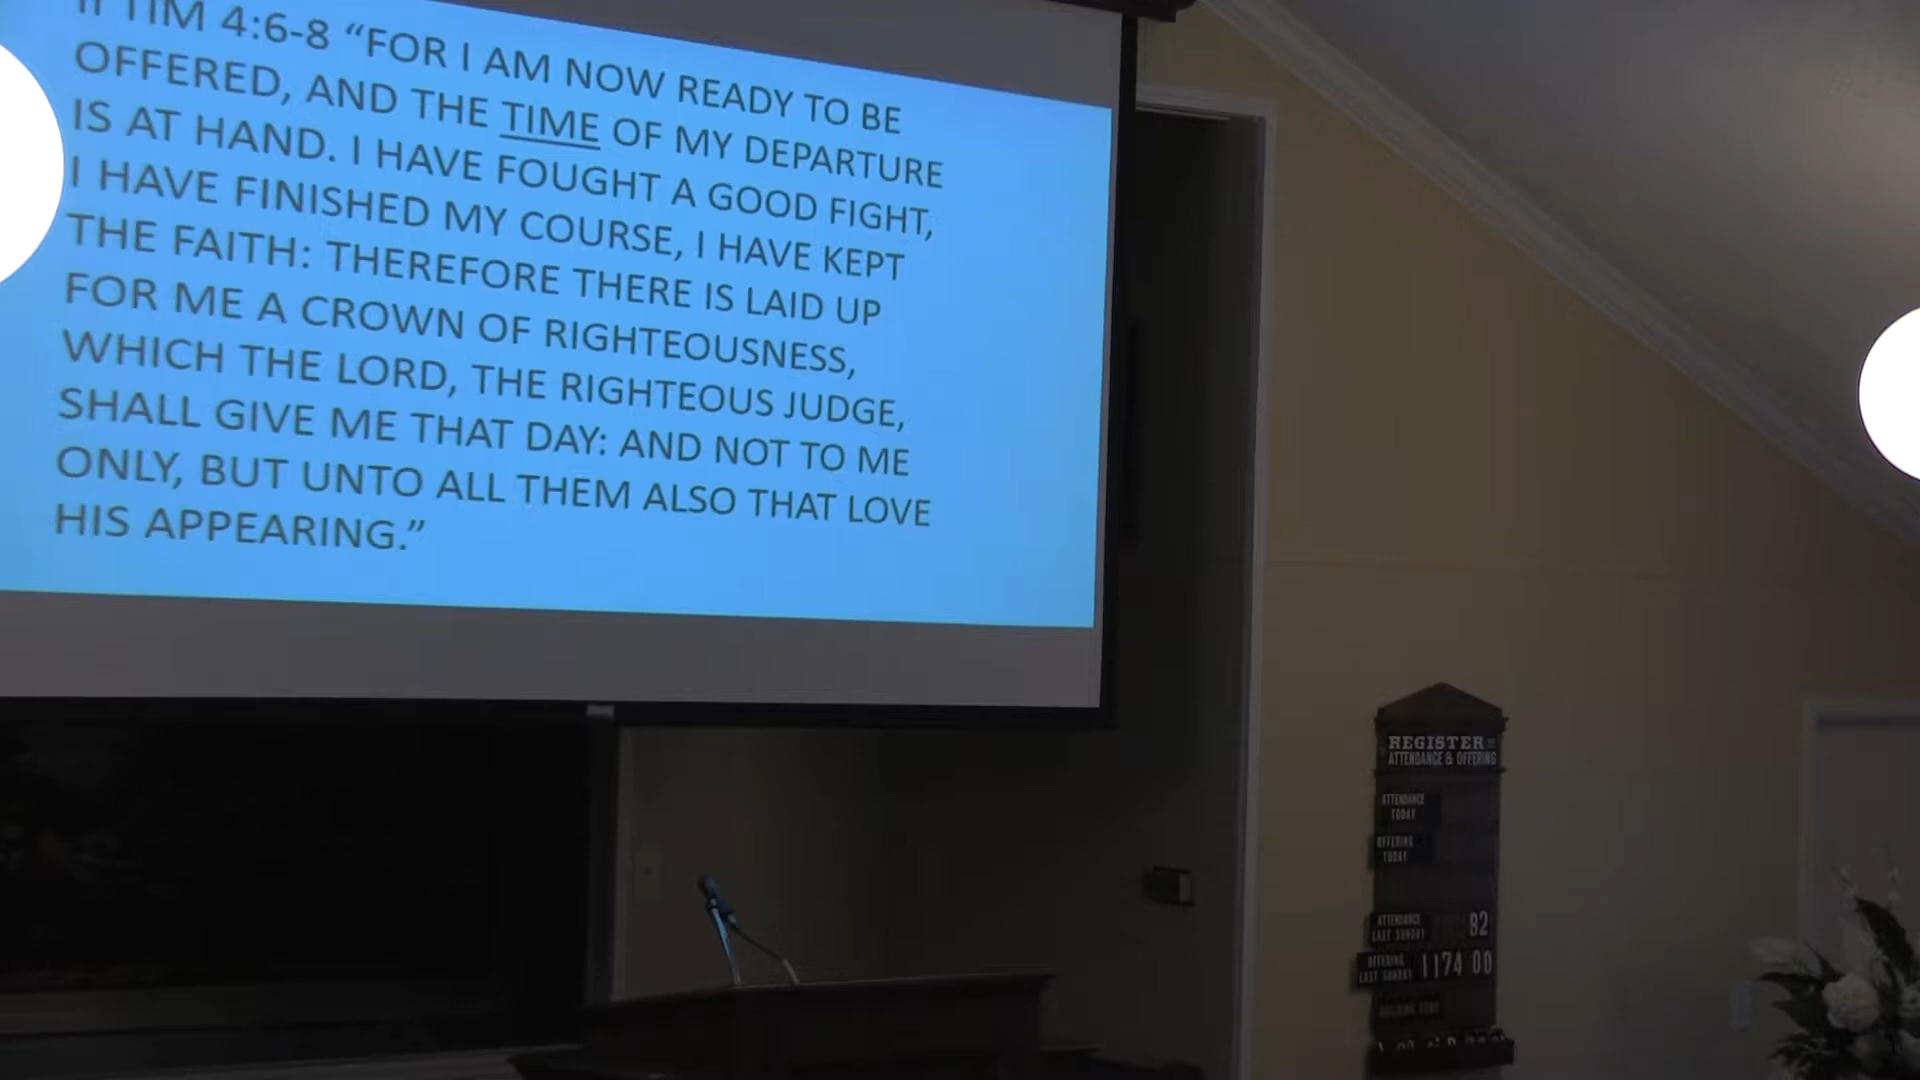 II TIM 4:6-8 “FOR I AM NOW READY TO BE
OFFERED, AND THE TIME OF MY DEPARTURE
IS AT HAND. I HAVE FOUGHT A GOOD FIGHT,
I HAVE FINISHED MY COURSE, I HAVE KEPT
THE FAITH: THEREFORE THERE IS LAID UP
FOR ME A CROWN OF RIGHTEOUSNESS,
WHICH THE LORD, THE RIGHTEOUS JUDGE,
SHALL GIVE ME THAT DAY: AND NOT TO ME
ONLY, BUT UNTO ALL THEM ALSO THAT LOVE
HIS APPEARING.”
REGISTER OF
ATTENDANCE & OFFERING
ATTENDANCE
TODAY
OFFERING
TODAY
ATTENDANCE
LAST SUNDAY 82
OFFERING
LAST SUNDAY 1174 00
BUILDING FUND